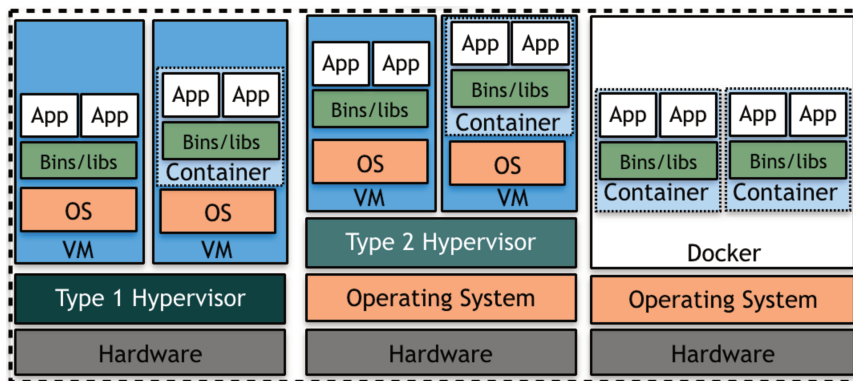 App App
Bins/libs
OS
VM
App App
Bins/libs
Container
OS
VM
Type 1 Hypervisor
Hardware
App App
Bins/libs
OS
VM
App App
Bins/libs
Container
OS
VM
Type 2 Hypervisor
Operating System
Hardware
App App
Bins/libs
Container
App App
Bins/libs
Container
Docker
Operating System
Hardware